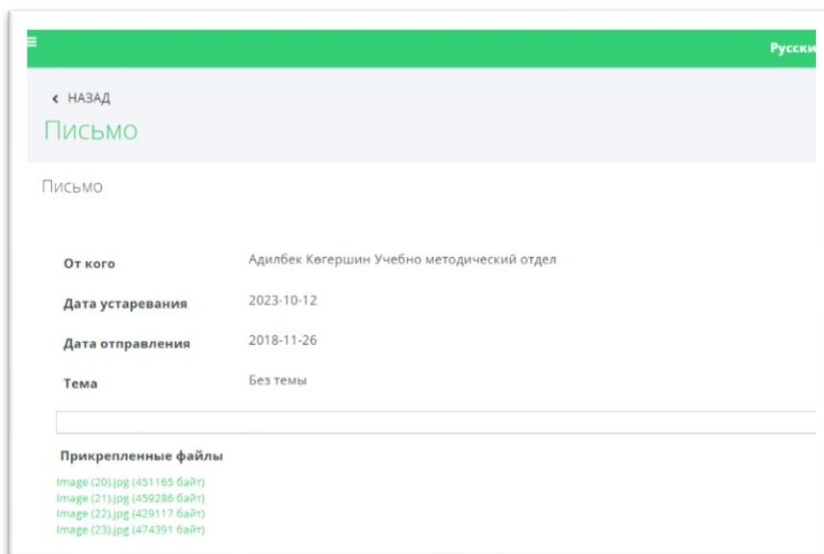 Русски
НАЗАД
Письмо
Письмо
От кого Адилбек Көгершин Учебно методический отдел
Дата устаревания 2023-10-12
Дата отправления 2018-11-26
Тема Без темы
Прикрепленные файлы
Image (20).jpg (451165 байт)
Image (21).jpg (459286 байт)
Image (22).jpg (429117 байт)
Image (23).jpg (474391 байт)